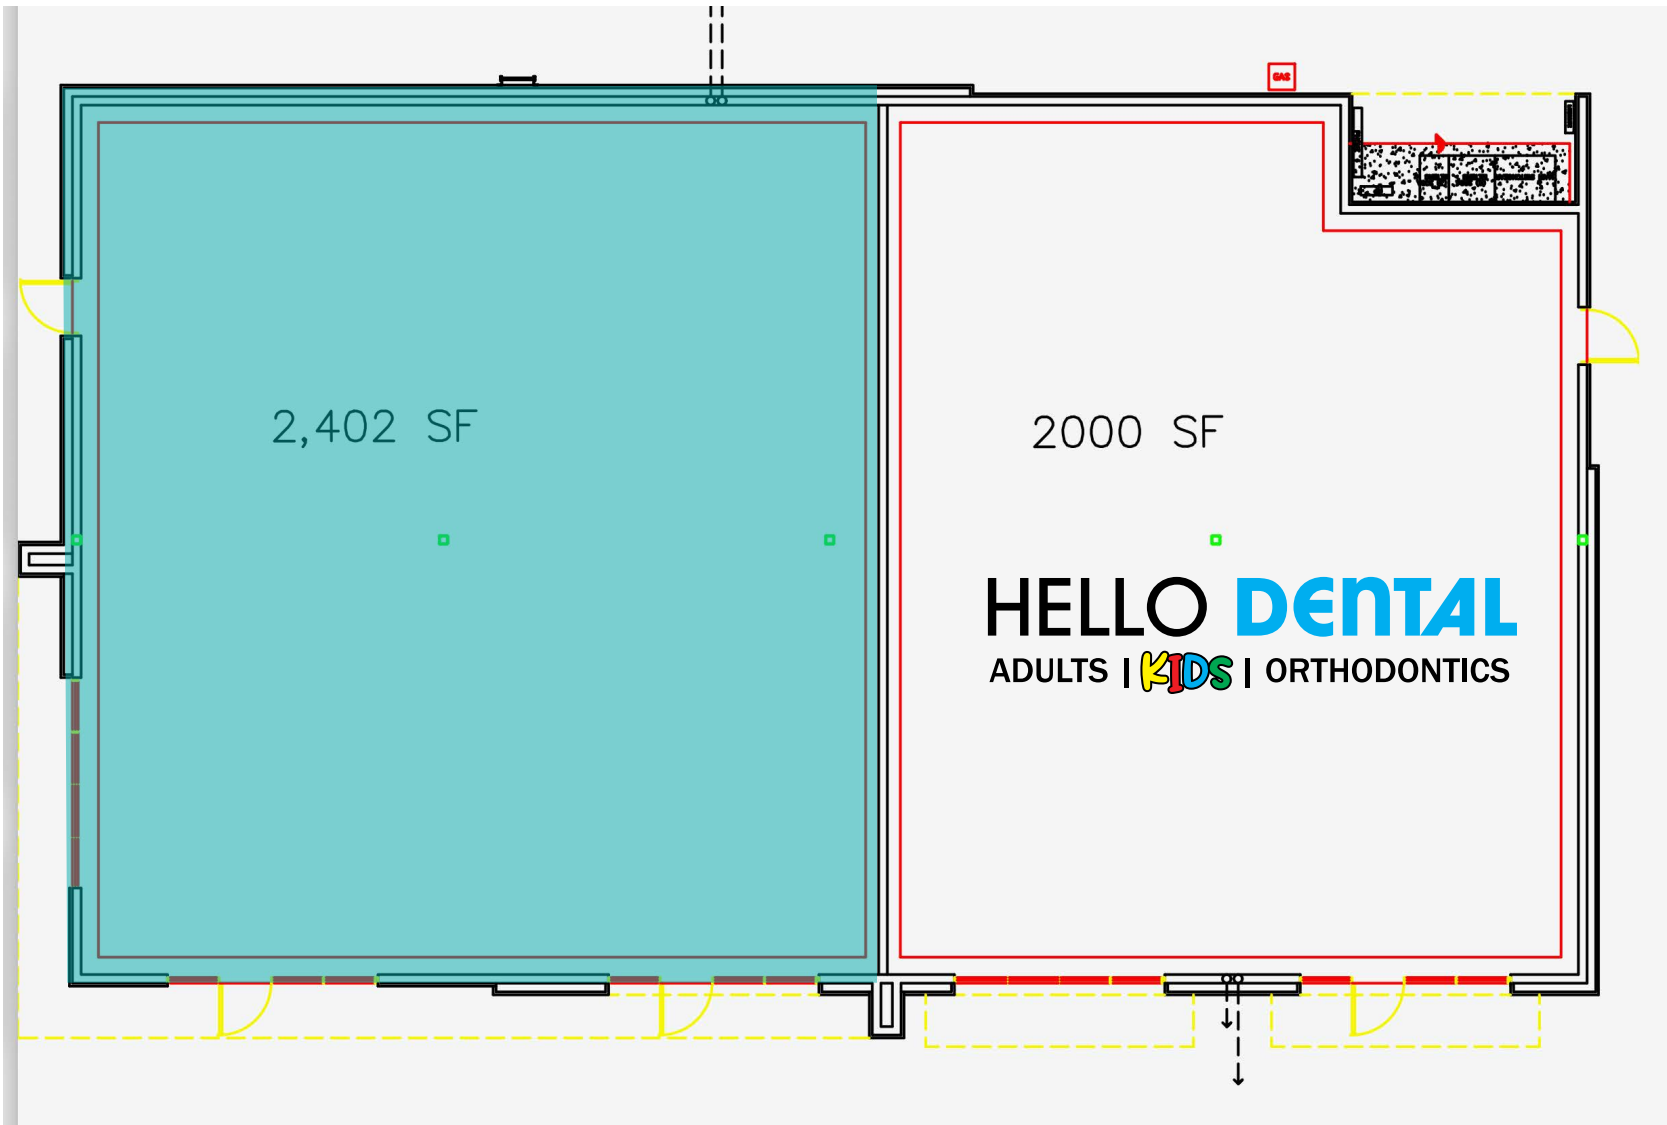 GAS
2,402 SF
2000 SF
HELLO DENTAL
ADULTS | KIDS | ORTHODONTICS